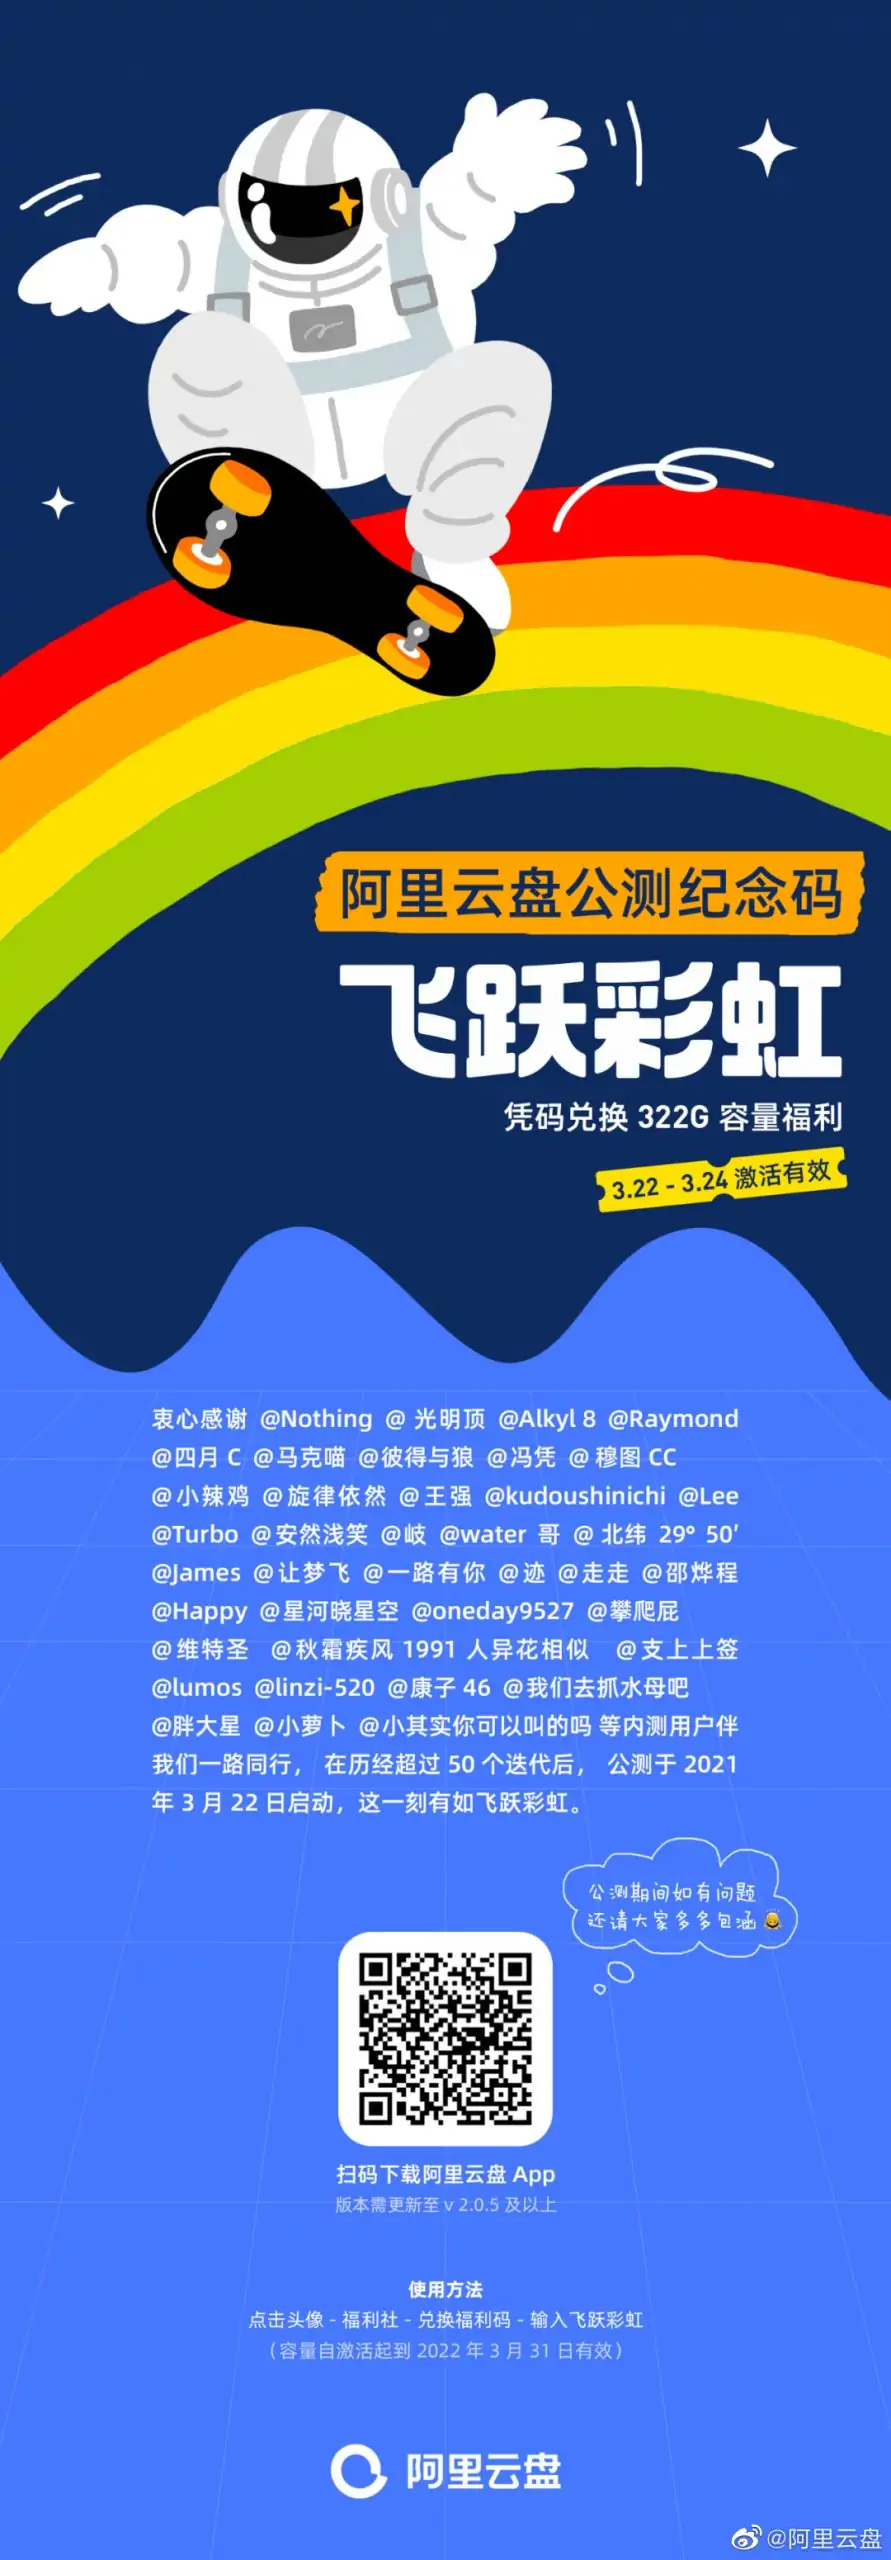 阿里云盘公测纪念码
飞跃彩虹
凭码兑换 322G 容量福利
3.22 - 3.24 激活有效
衷心感谢 @Nothing @ 光明顶 @Alkyl 8 @Raymond
@四月 C @马克喵 @彼得与狼 @冯凭 @ 穆图 CC
@小辣鸡 @旋律依然 @王强 @kudoushinichi @Lee
@Turbo @安然浅笑 @岐 @water 哥 @ 北纬 29° 50′
@James @让梦飞 @一路有你 @迹 @走走 @邵烨程
@Happy @星河晓星空 @oneday9527 @攀爬屁
@维特圣 @秋霜疾风 1991 人异花相似 @支上上签
@lumos @linzi-520 @康子 46 @我们去抓水母吧
@胖大星 @小萝卜 @小其实你可以叫的吗 等内测用户伴
我们一路同行， 在历经超过 50 个迭代后， 公测于 2021
年 3 月 22 日启动，这一刻有如飞跃彩虹。
公测期间如有问题
还请大家多多包涵
扫码下载阿里云盘 App
版本需更新至 v 2.0.5 及以上
使用方法
点击头像 - 福利社 - 兑换福利码 - 输入飞跃彩虹
（容量自激活起到 2022 年 3 月 31 日有效）
阿里云盘
@阿里云盘